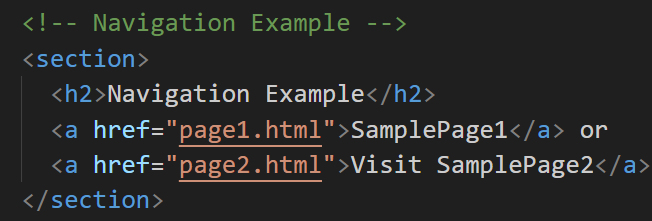 <!-- Navigation Example -->
<section>
<h2>Navigation Example</h2>
<a href="page1.html">SamplePage1</a> or
<a href="page2.html">Visit SamplePage2</a>
</section>